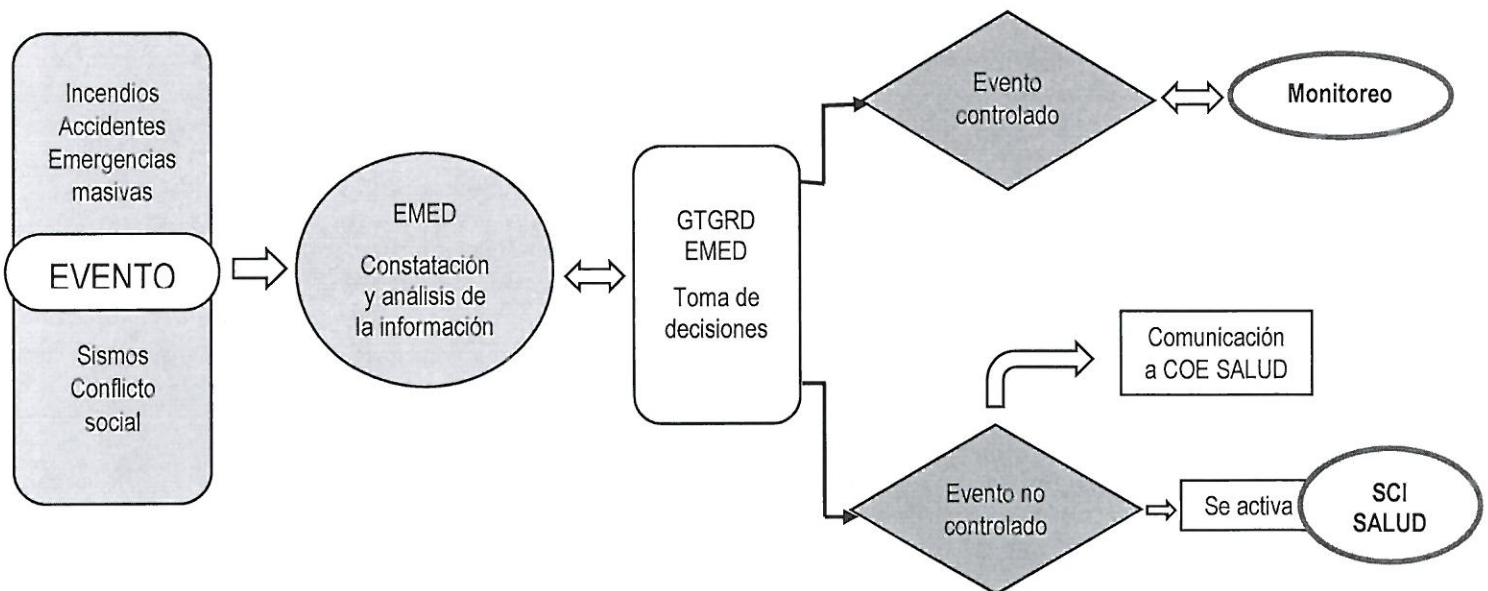 Incendios
Accidentes
Emergencias
masivas
EVENTO
Sismos
Conflicto
social
EMED
Constatación
y análisis de
la información
GTGRD
EMED
Toma de
decisiones
Evento
controlado
Monitoreo
Comunicación
a COE SALUD
Evento no
controlado
Se activa
SCI
SALUD